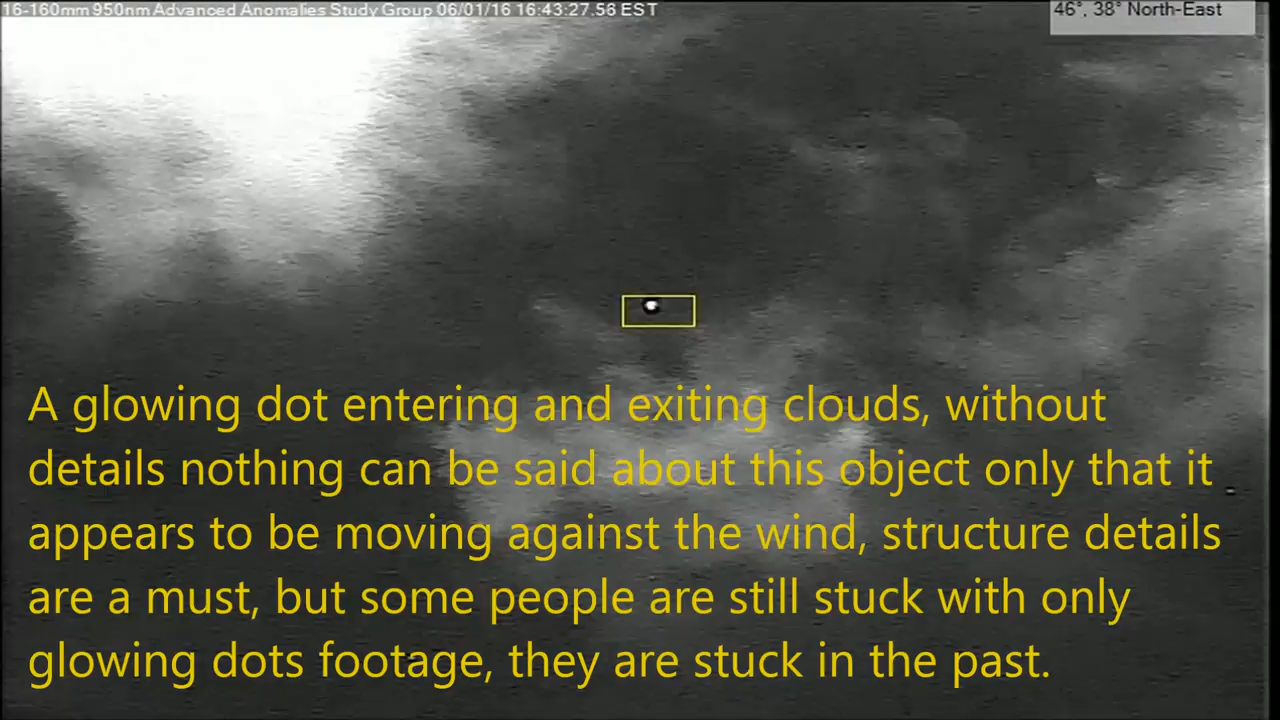 16-160mm 950nm Advanced Anomalies Study Group 06/01/16 16:43:27.56 EST
46°, 38° North-East
A glowing dot entering and exiting clouds, without
details nothing can be said about this object only that it
appears to be moving against the wind, structure details
are a must, but some people are still stuck with only
glowing dots footage, they are stuck in the past.